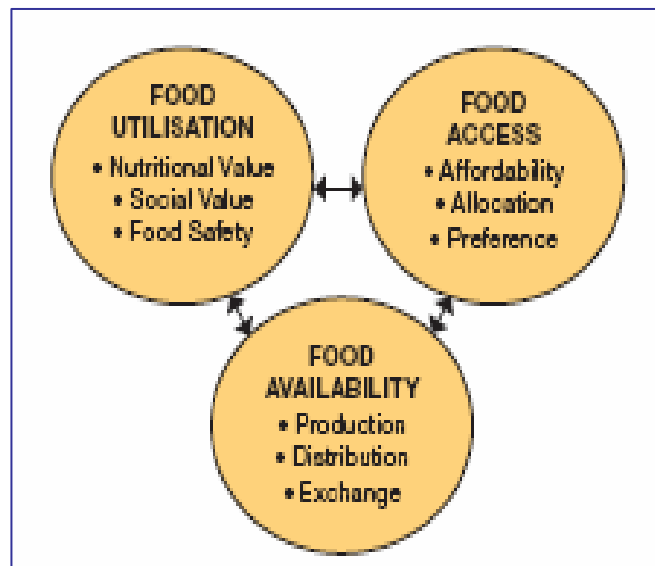 FOOD
UTILISATION
• Nutritional Value
• Social Value
• Food Safety
FOOD
ACCESS
• Affordability
• Allocation
• Preference
FOOD
AVAILABILITY
• Production
• Distribution
• Exchange